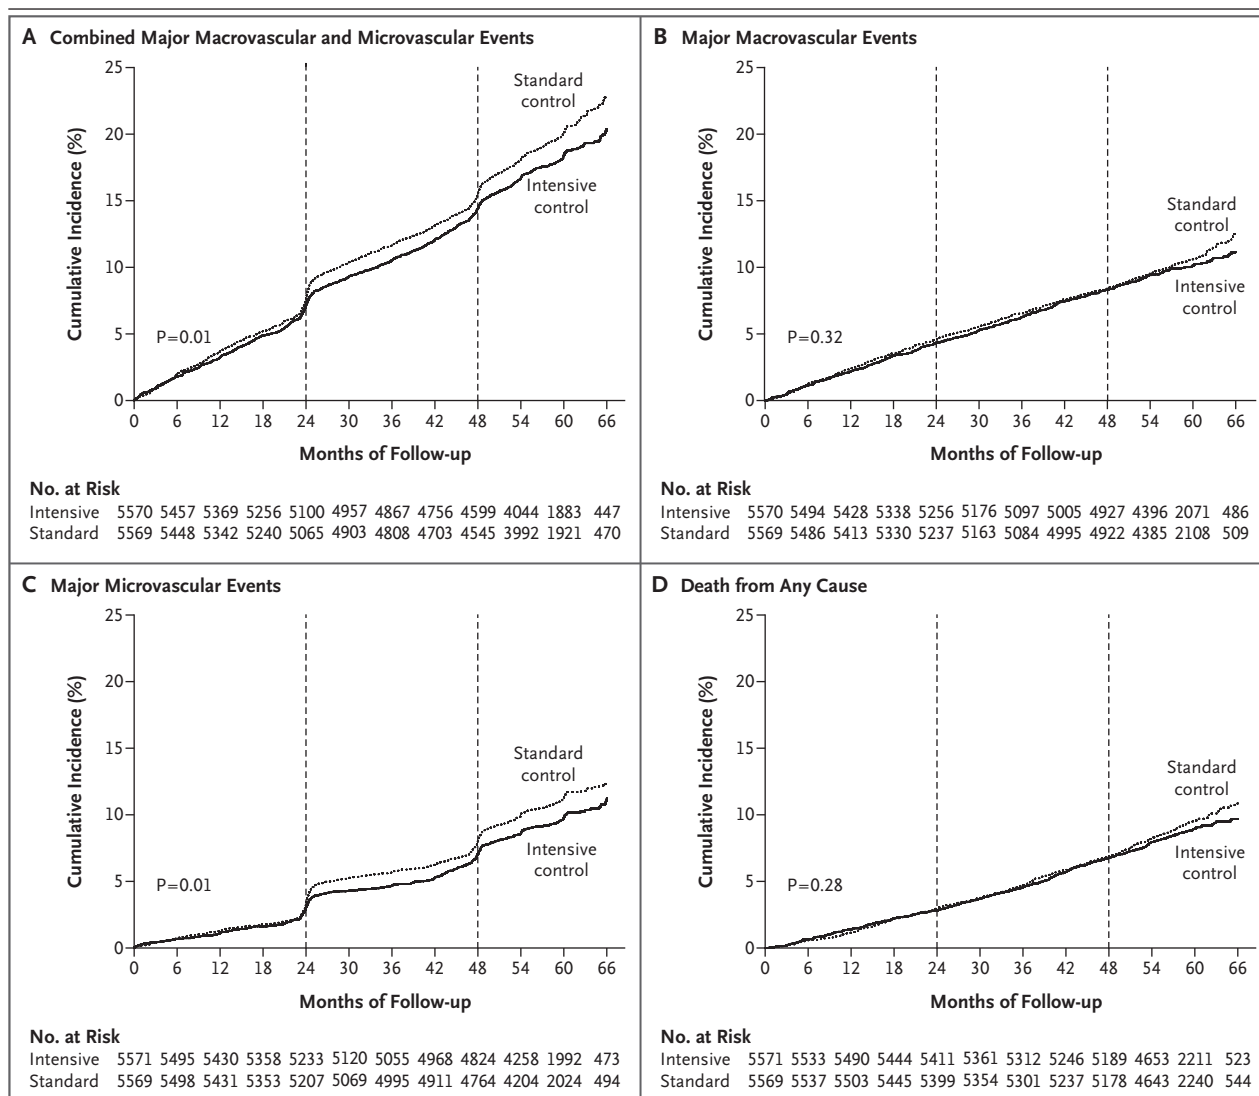 A Combined Major Macrovascular and Microvascular Events
25
20
15
10
5
0
Cumulative Incidence (%)
Standard
control
Intensive
control
P=0.01
0 6 12 18 24 30 36 42 48 54 60 66
Months of Follow-up
No. at Risk
Intensive 5570 5457 5369 5256 5100 4957 4867 4756 4599 4044 1883 447
Standard 5569 5448 5342 5240 5065 4903 4808 4703 4545 3992 1921 470
B Major Macrovascular Events
25
20
15
10
5
0
Cumulative Incidence (%)
Standard
control
Intensive
control
P=0.32
0 6 12 18 24 30 36 42 48 54 60 66
Months of Follow-up
No. at Risk
Intensive 5570 5494 5428 5338 5256 5176 5097 5005 4927 4396 2071 486
Standard 5569 5486 5413 5330 5237 5163 5084 4995 4922 4385 2108 509
C Major Microvascular Events
25
20
15
10
5
0
Cumulative Incidence (%)
Standard
control
Intensive
control
P=0.01
0 6 12 18 24 30 36 42 48 54 60 66
Months of Follow-up
No. at Risk
Intensive 5571 5495 5430 5358 5233 5120 5055 4968 4824 4258 1992 473
Standard 5569 5498 5431 5353 5207 5069 4995 4911 4764 4204 2024 494
D Death from Any Cause
25
20
15
10
5
0
Cumulative Incidence (%)
Standard
control
Intensive
control
P=0.28
0 6 12 18 24 30 36 42 48 54 60 66
Months of Follow-up
No. at Risk
Intensive 5571 5533 5490 5444 5411 5361 5312 5246 5189 4653 2211 523
Standard 5569 5537 5503 5445 5399 5354 5301 5237 5178 4643 2240 544